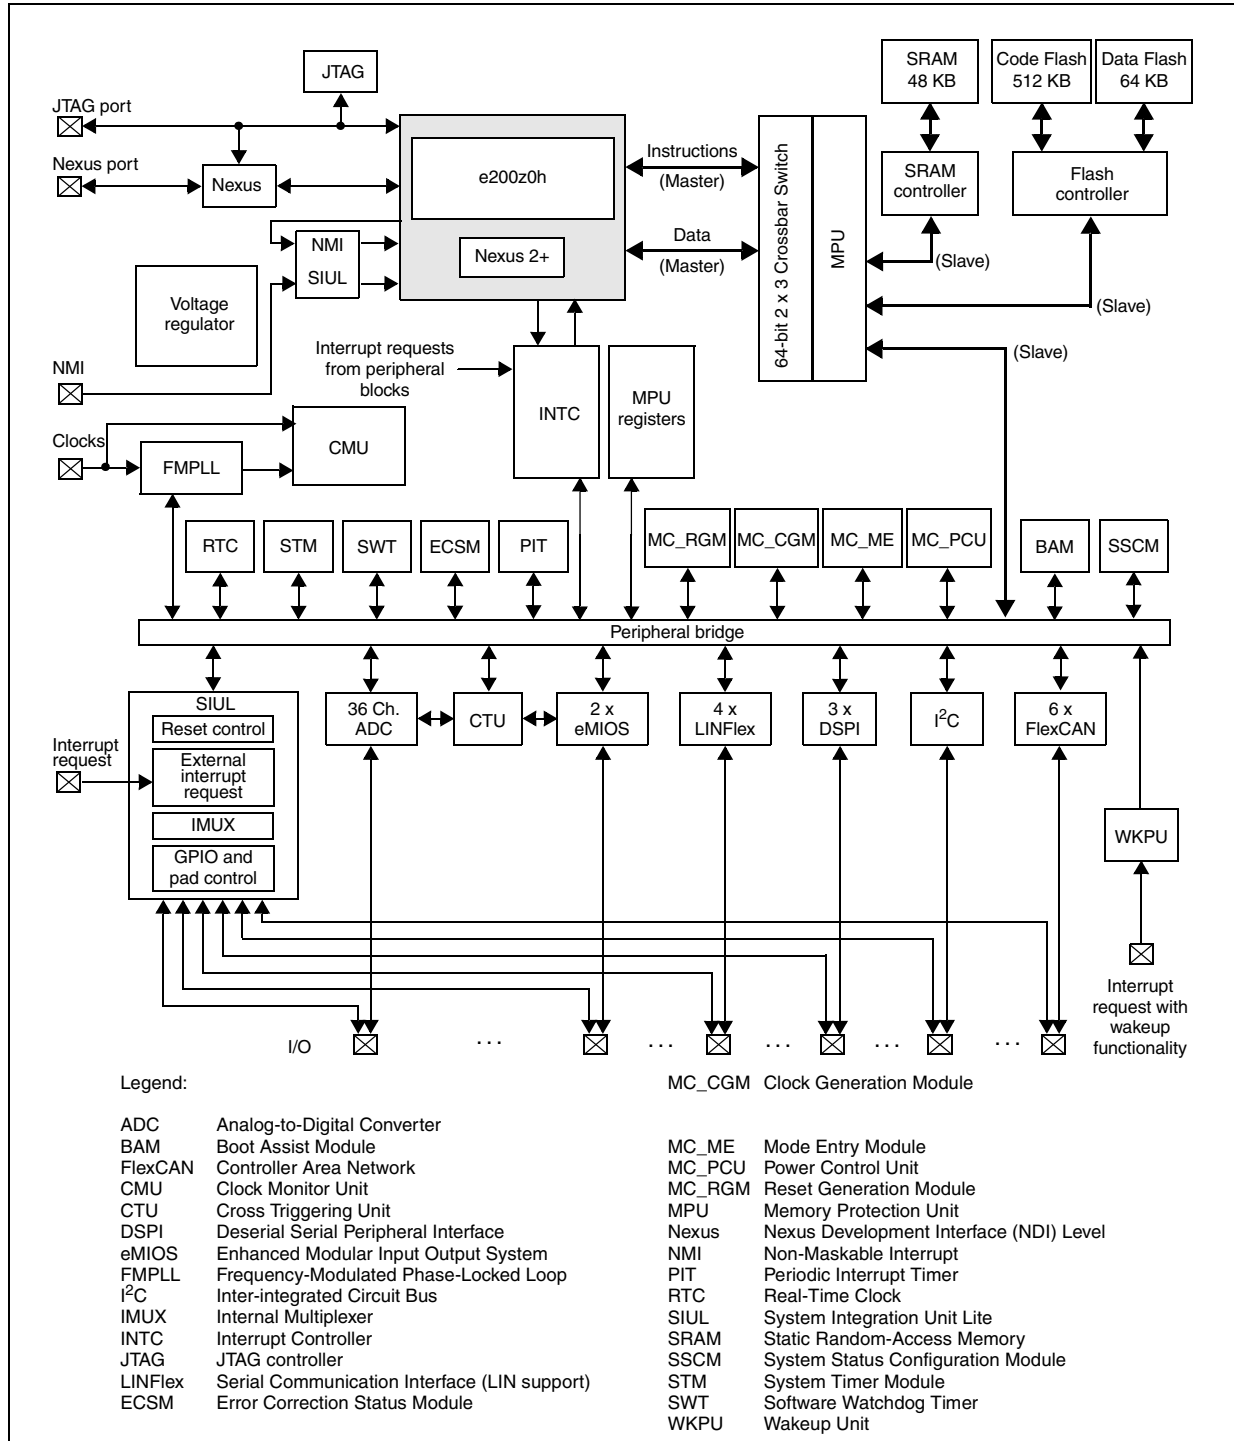 JTAG
SRAM
48 KB
Code Flash
512 KB
Data Flash
64 KB
JTAG port
Nexus port
Nexus
e200z0h
Nexus 2+
Instructions
(Master)
Data
(Master)
64-bit 2 x 3 Crossbar Switch
MPU
SRAM
controller
Flash
controller
(Slave)
(Slave)
(Slave)
NMI
SIUL
Voltage
regulator
NMI
Interrupt requests
from peripheral
blocks
INTC
MPU
registers
Clocks
FMPLL
CMU
RTC
STM
SWT
ECSM
PIT
MC_RGM
MC_CGM
MC_ME
MC_PCU
BAM
SSCM
Peripheral bridge
SIUL
Reset control
External
interrupt
request
IMUX
GPIO and
pad control
Interrupt
request
36 Ch.
ADC
CTU
2 x
eMIOS
4 x
LINFlex
3 x
DSPI
I²C
6 x
FlexCAN
WKPU
Interrupt
request with
wakeup
functionality
I/O
. . .
. . .
. . .
. . .
. . .
Legend:
MC_CGM Clock Generation Module
ADC Analog-to-Digital Converter
BAM Boot Assist Module
FlexCAN Controller Area Network
CMU Clock Monitor Unit
CTU Cross Triggering Unit
DSPI Deserial Serial Peripheral Interface
eMIOS Enhanced Modular Input Output System
FMPLL Frequency-Modulated Phase-Locked Loop
I²C Inter-integrated Circuit Bus
IMUX Internal Multiplexer
INTC Interrupt Controller
JTAG JTAG controller
LINFlex Serial Communication Interface (LIN support)
ECSM Error Correction Status Module
MC_ME Mode Entry Module
MC_PCU Power Control Unit
MC_RGM Reset Generation Module
MPU Memory Protection Unit
Nexus Nexus Development Interface (NDI) Level
NMI Non-Maskable Interrupt
PIT Periodic Interrupt Timer
RTC Real-Time Clock
SIUL System Integration Unit Lite
SRAM Static Random-Access Memory
SSCM System Status Configuration Module
STM System Timer Module
SWT Software Watchdog Timer
WKPU Wakeup Unit